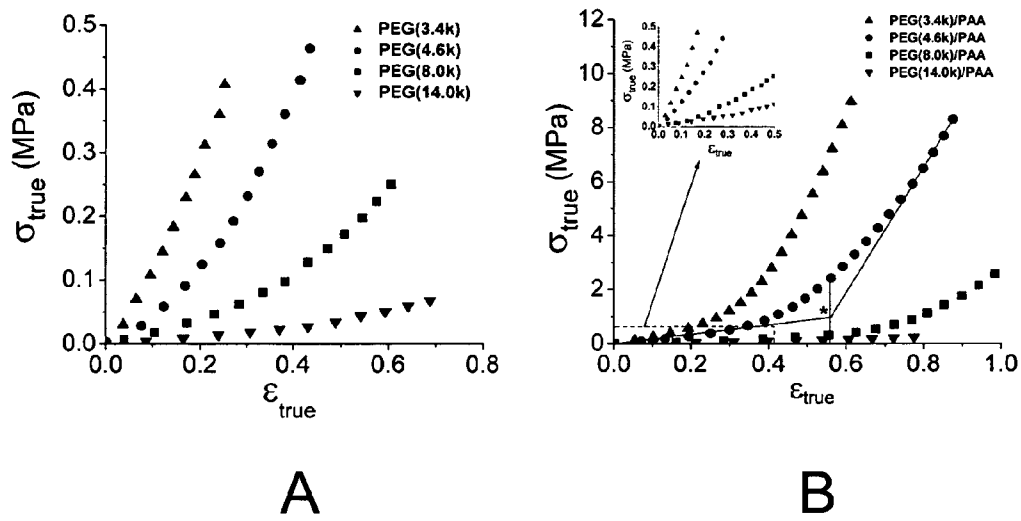 0.5
0.4
0.3
0.2
0.1
0.0
σtrue (MPa)
0.0 0.2 0.4 0.6 0.8
εtrue
▲ PEG(3.4k)
● PEG(4.6k)
■ PEG(8.0k)
▼ PEG(14.0k)
A
12
10
8
6
4
2
0
σtrue (MPa)
0.0 0.2 0.4 0.6 0.8 1.0
εtrue
▲ PEG(3.4k)/PAA
● PEG(4.6k)/PAA
■ PEG(8.0k)/PAA
▼ PEG(14.0k)/PAA
0.5
0.4
0.3
0.2
0.1
0.0
σtrue (MPa)
0.0 0.1 0.2 0.3 0.4 0.5
εtrue
*
B